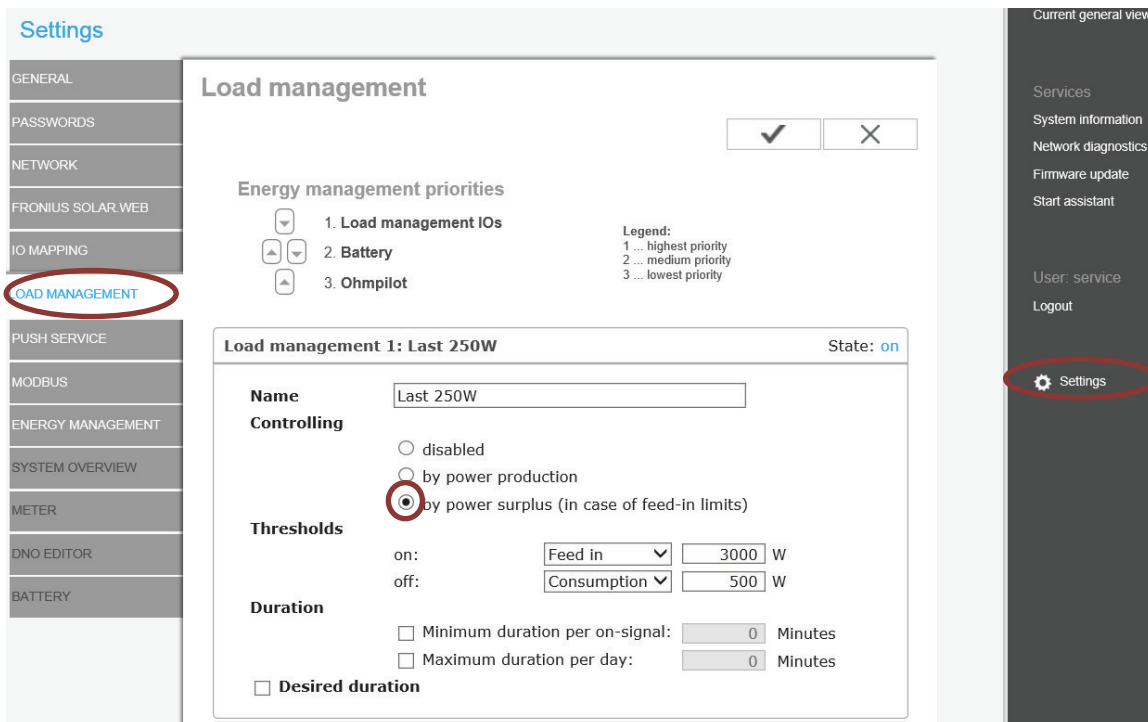 Settings
GENERAL
PASSWORDS
NETWORK
FRONIUS SOLAR.WEB
IO MAPPING
LOAD MANAGEMENT
PUSH SERVICE
MODBUS
ENERGY MANAGEMENT
SYSTEM OVERVIEW
METER
DNO EDITOR
BATTERY
Load management
Energy management priorities
1. Load management IOs
2. Battery
3. Ohmpilot
Legend:
1 ... highest priority
2 ... medium priority
3 ... lowest priority
Load management 1: Last 250W State: on
Name Last 250W
Controlling
disabled
by power production
by power surplus (in case of feed-in limits)
Thresholds
on: Feed in 3000 W
off: Consumption 500 W
Duration
Minimum duration per on-signal: 0 Minutes
Maximum duration per day: 0 Minutes
Desired duration
Current general view
Services
System information
Network diagnostics
Firmware update
Start assistant
User: service
Logout
Settings